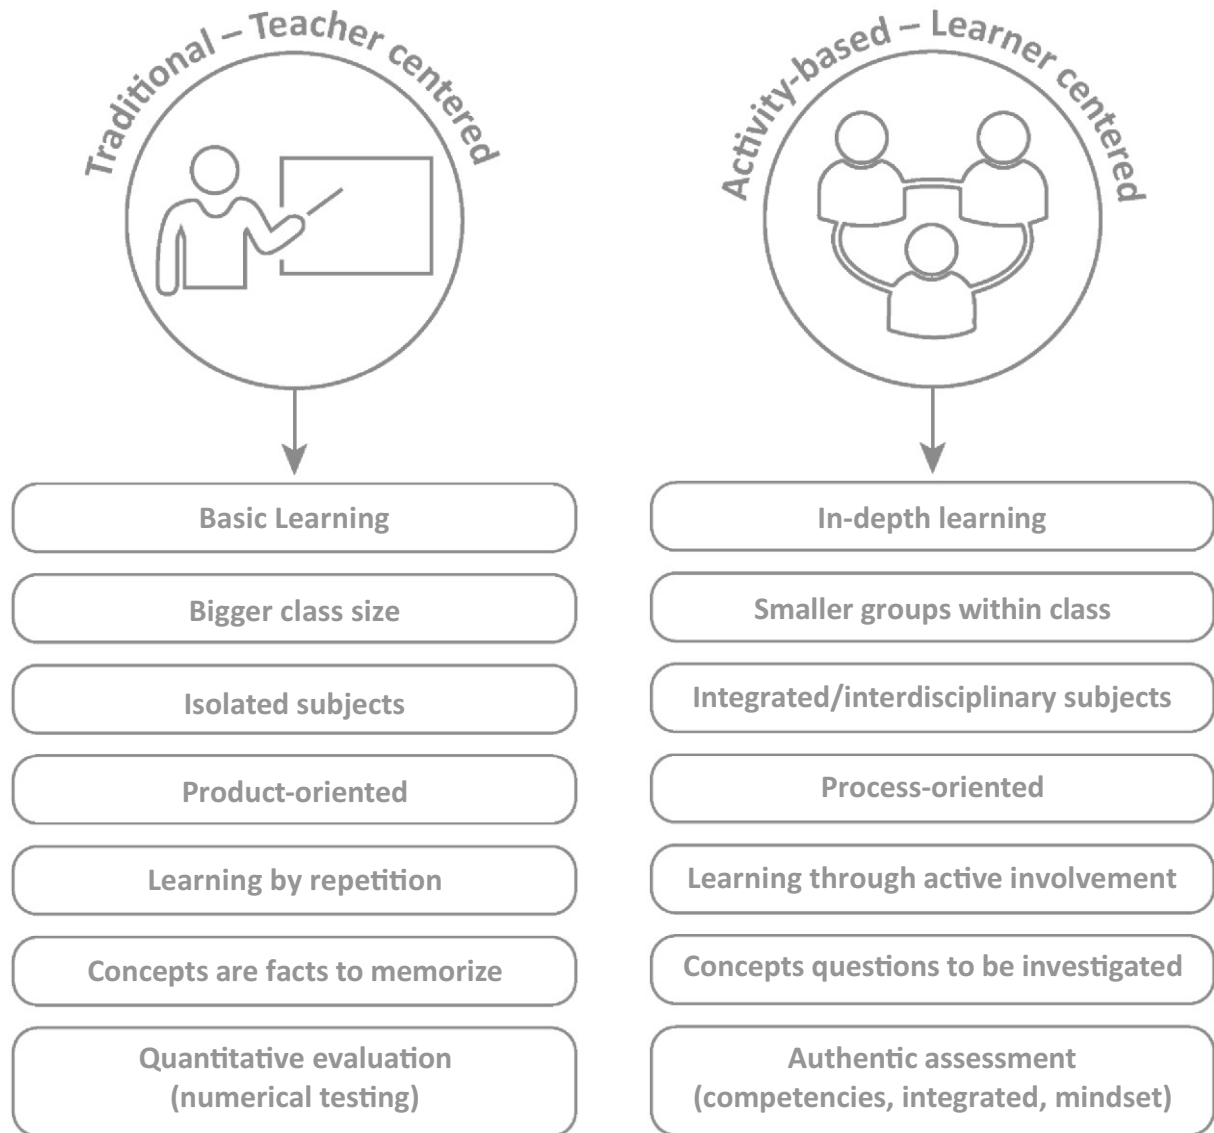 Traditional – Teacher centered
Basic Learning
Bigger class size
Isolated subjects
Product-oriented
Learning by repetition
Concepts are facts to memorize
Quantitative evaluation
(numerical testing)
Activity-based – Learner centered
In-depth learning
Smaller groups within class
Integrated/interdisciplinary subjects
Process-oriented
Learning through active involvement
Concepts questions to be investigated
Authentic assessment
(competencies, integrated, mindset)